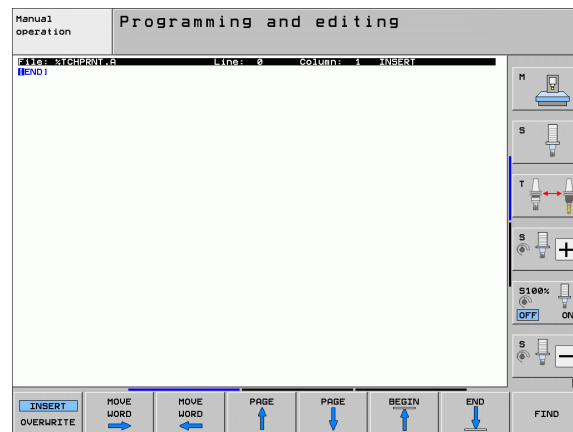 Manual
operation
Programming and editing
File: %TCHPRNT.A Line: 0 Column: 1 INSERT
[END]
M
S
T
S
+
S100%
OFF ON
S
−
INSERT
OVERWRITE
MOVE
WORD
MOVE
WORD
PAGE
PAGE
BEGIN
END
FIND